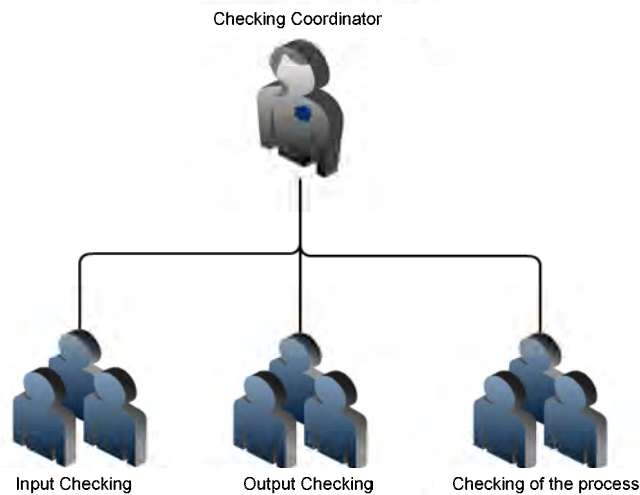 Checking Coordinator
Input Checking
Output Checking
Checking of the process